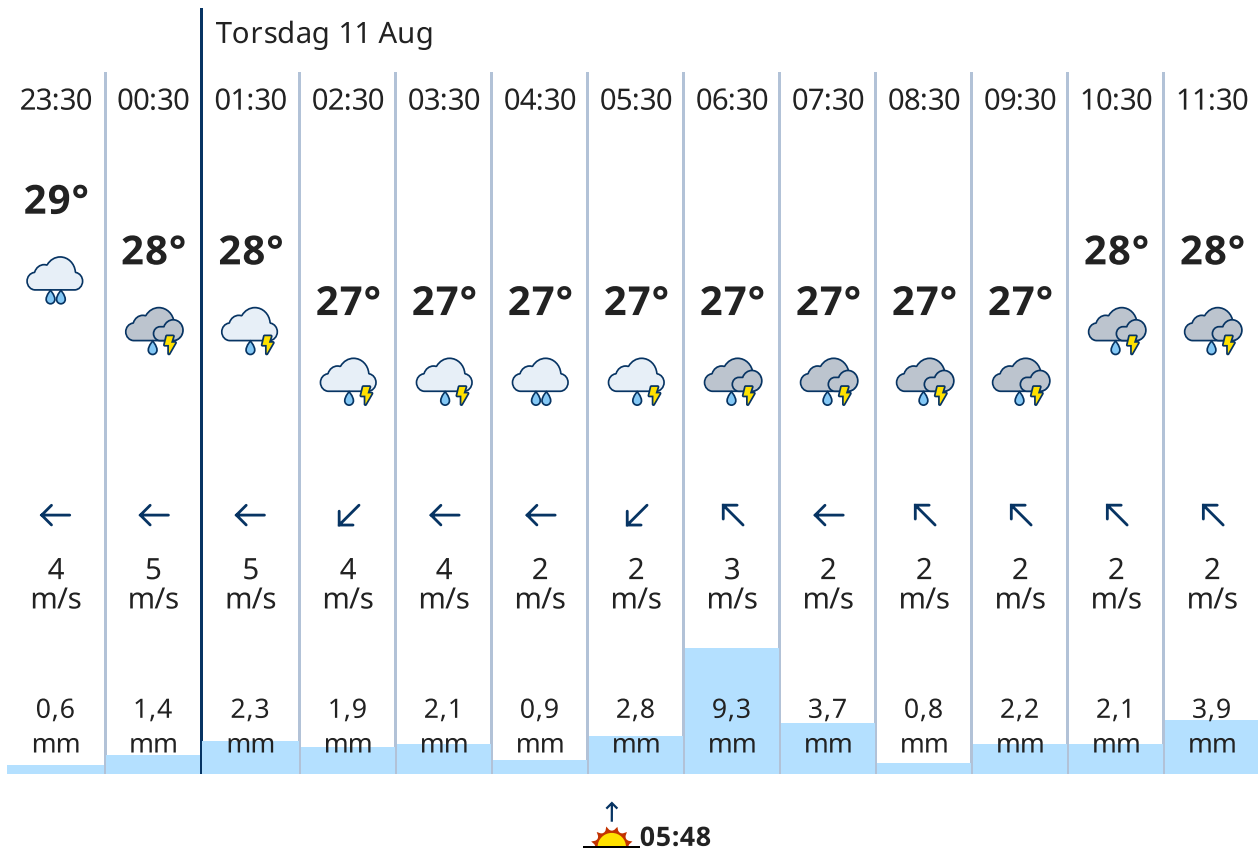 Torsdag 11 Aug
23:30 00:30 01:30 02:30 03:30 04:30 05:30 06:30 07:30 08:30 09:30 10:30 11:30
29°
28° 28° 28° 28°
27° 27° 27° 27° 27° 27° 27° 27°
4 5 5 4 4 2 2 3 2 2 2 2 2
m/s m/s m/s m/s m/s m/s m/s m/s m/s m/s m/s m/s m/s
0,6 1,4 2,3 1,9 2,1 0,9 2,8 9,3 3,7 0,8 2,2 2,1 3,9
mm mm mm mm mm mm mm mm mm mm mm mm mm
05:48